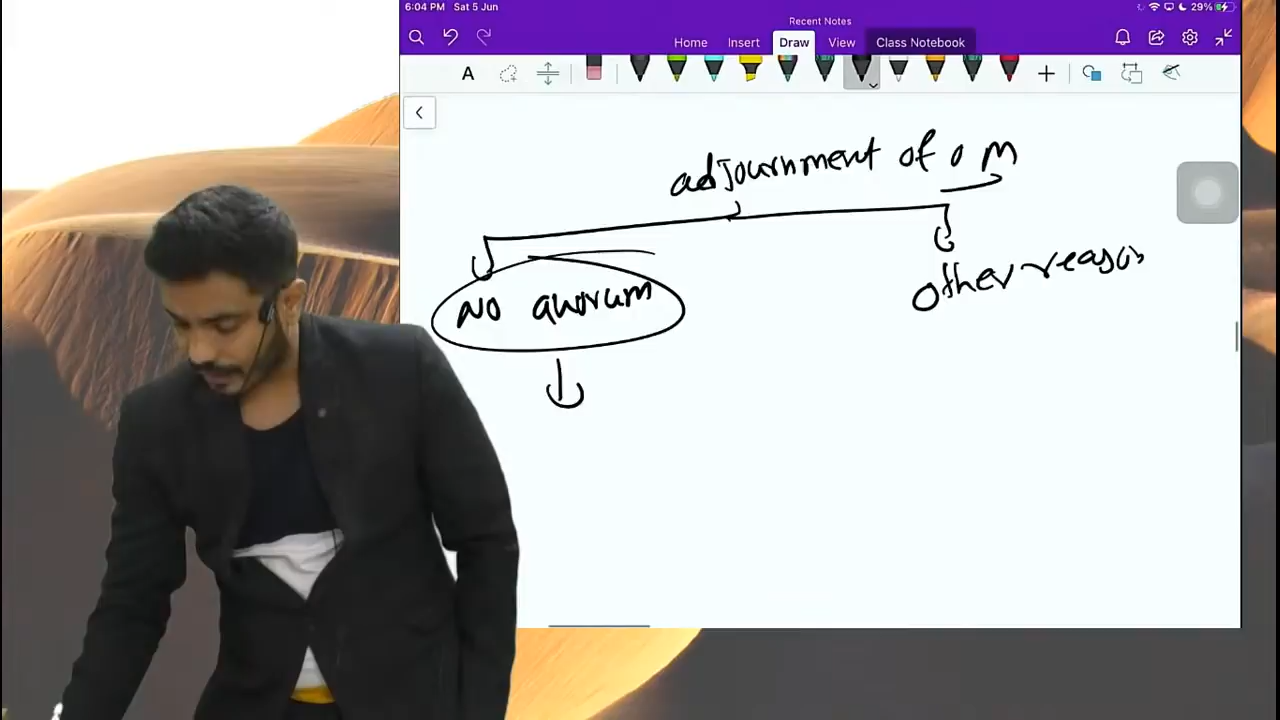 6:04 PM Sat 5 Jun
29%
Recent Notes
Home Insert Draw View Class Notebook
A
adjournment of o M
No quorum
other reason